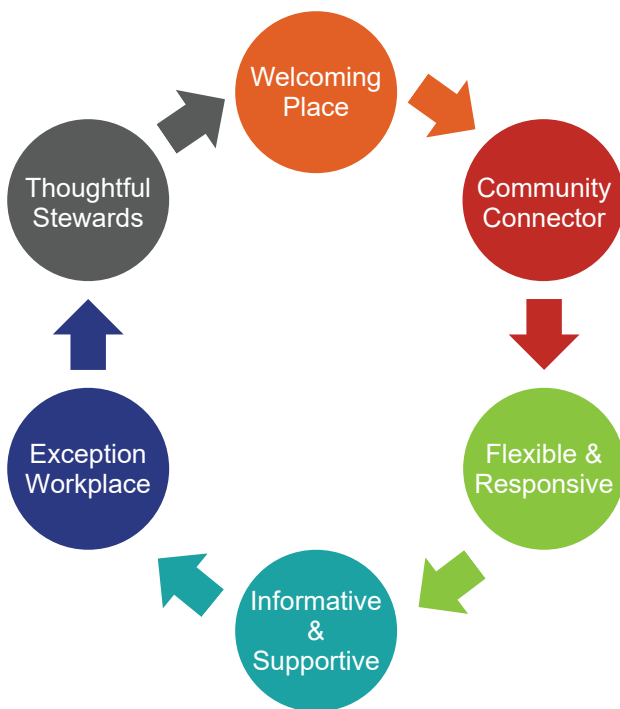 Welcoming
Place
Community
Connector
Flexible &
Responsive
Informative
&
Supportive
Exception
Workplace
Thoughtful
Stewards